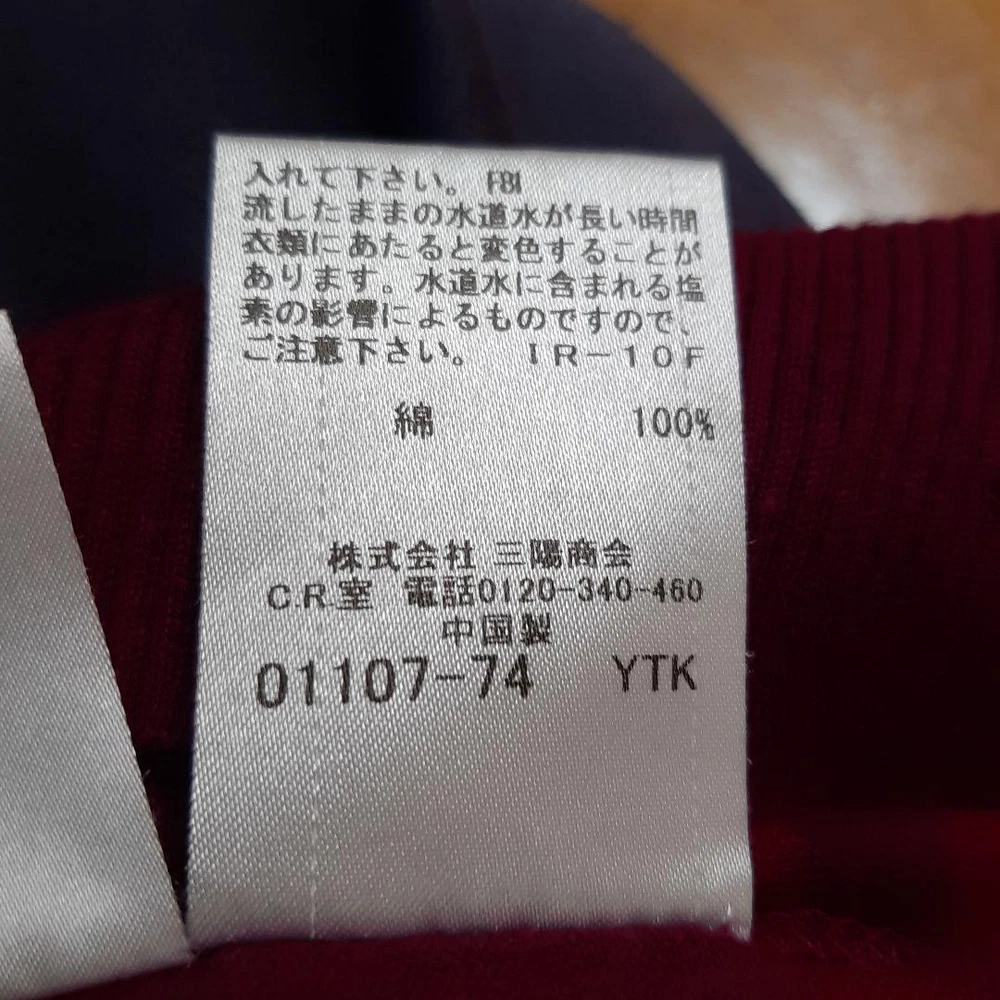 入れて下さい。 F81
流したままの水道水が長い時間
衣類にあたると変色することが
あります。水道水に含まれる塩
素の影響によるものですので、
ご注意下さい。 IR-10F
綿 100%
株式会社 三陽商会
C.R.室 電話0120-340-460
中国製
01107-74 YTK